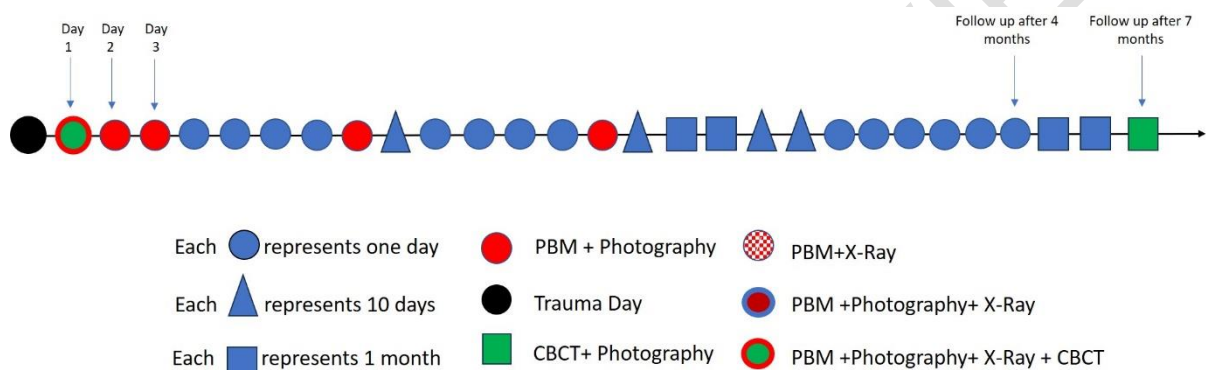 Day
1
Day
2
Day
3
Follow up after 4
months
Follow up after 7
months
Each represents one day
PBM + Photography
PBM+X-Ray
Each represents 10 days
Trauma Day
PBM +Photography+ X-Ray
Each represents 1 month
CBCT+ Photography
PBM +Photography+ X-Ray + CBCT